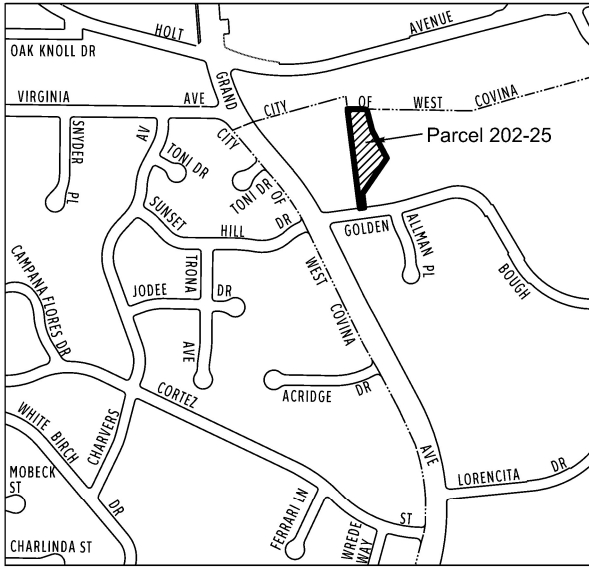 HOLT AVENUE
OAK KNOLL DR
GRAND AVE
VIRGINIA AVE
CITY OF WEST COVINA
Parcel 202-25
SNYDER PL
AV
TONI DR
CITY OF WEST COVINA
TONI DR
SUNSET HILL DR
GOLDEN BOUGH
ALLMAN PL
TRONA AVE
CAMPANA FLORES DR
JODEE DR
ACRIDGE DR
CORTEZ ST
WHITE BIRCH DR
CHARVERS
LORENCITA DR
MOBECK
ST
FERRARI LN
WREDE
WAY
CHARLINDA ST